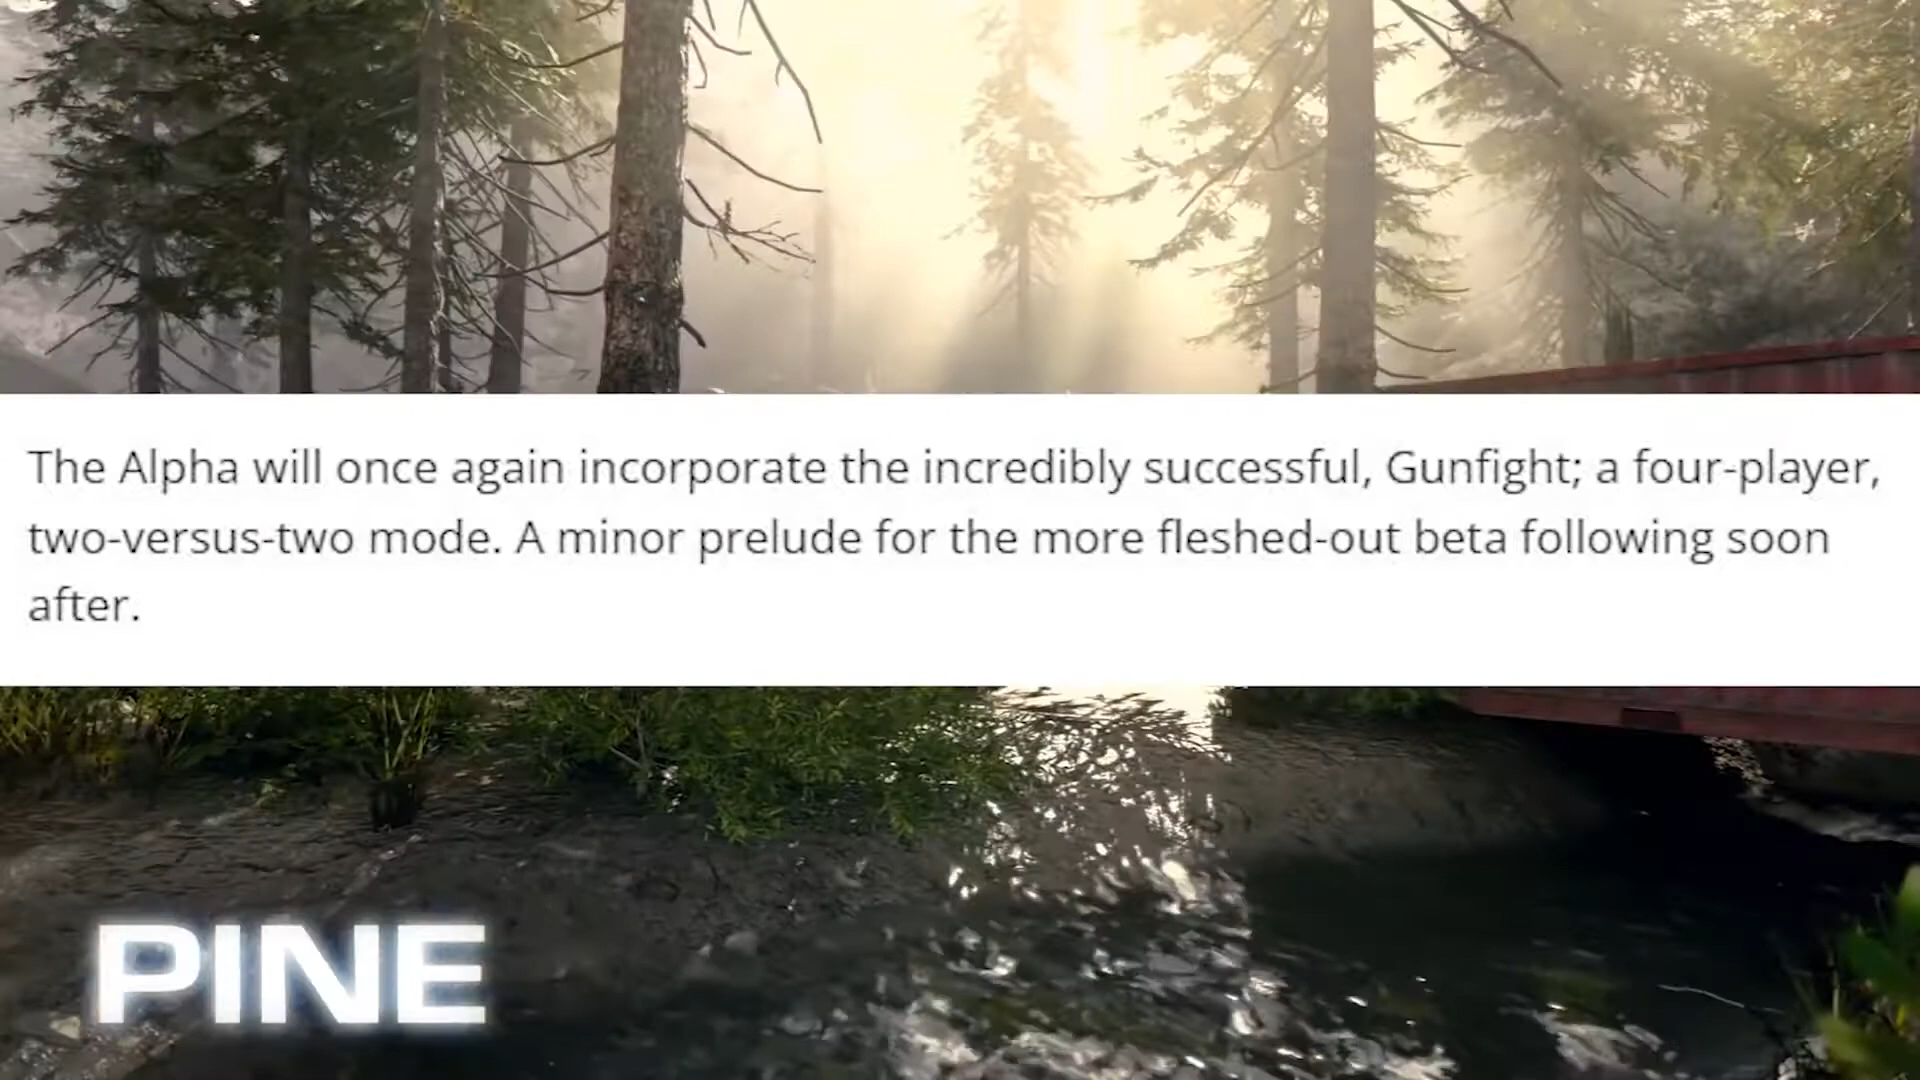 The Alpha will once again incorporate the incredibly successful, Gunfight; a four-player,
two-versus-two mode. A minor prelude for the more fleshed-out beta following soon
after.
PINE